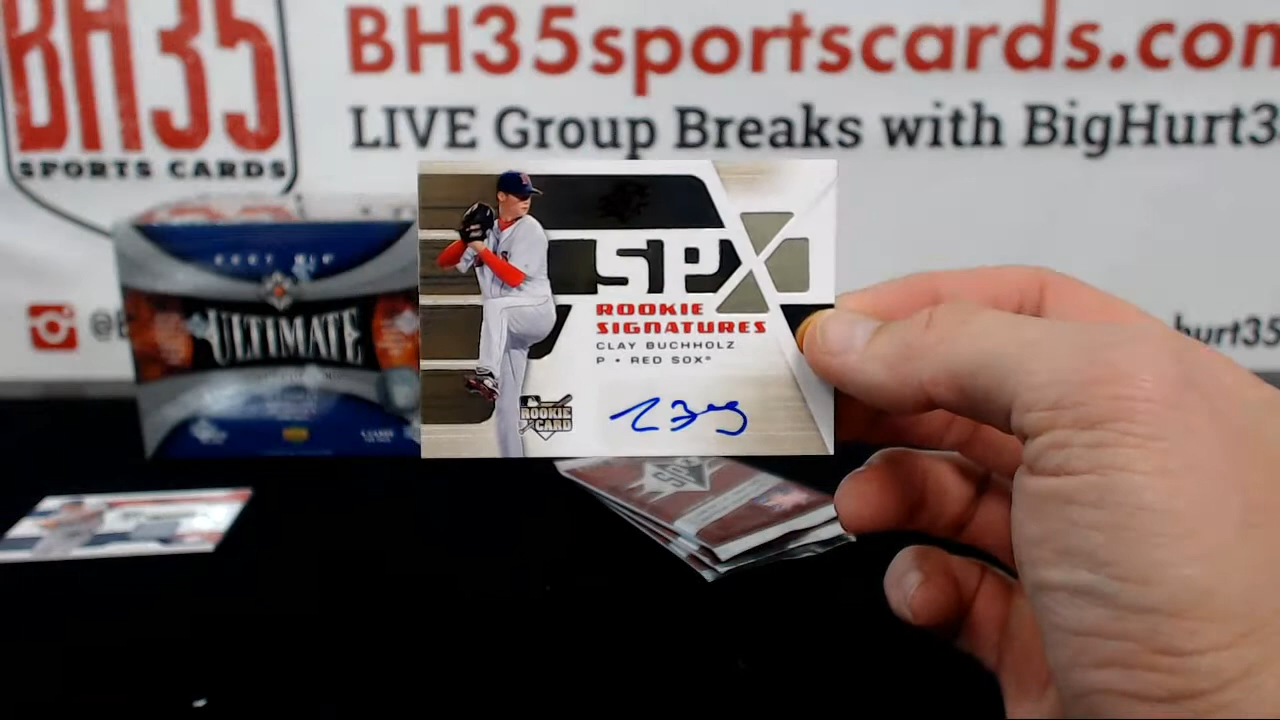 BH35
SPORTS CARDS
BH35sportscards.com
LIVE Group Breaks with BigHurt3
hurt35
ULTIMATE
SPX
ROOKIE
SIGNATURES
CLAY BUCHHOLZ
P • RED SOX®
ROOKIE
CARD
SPX